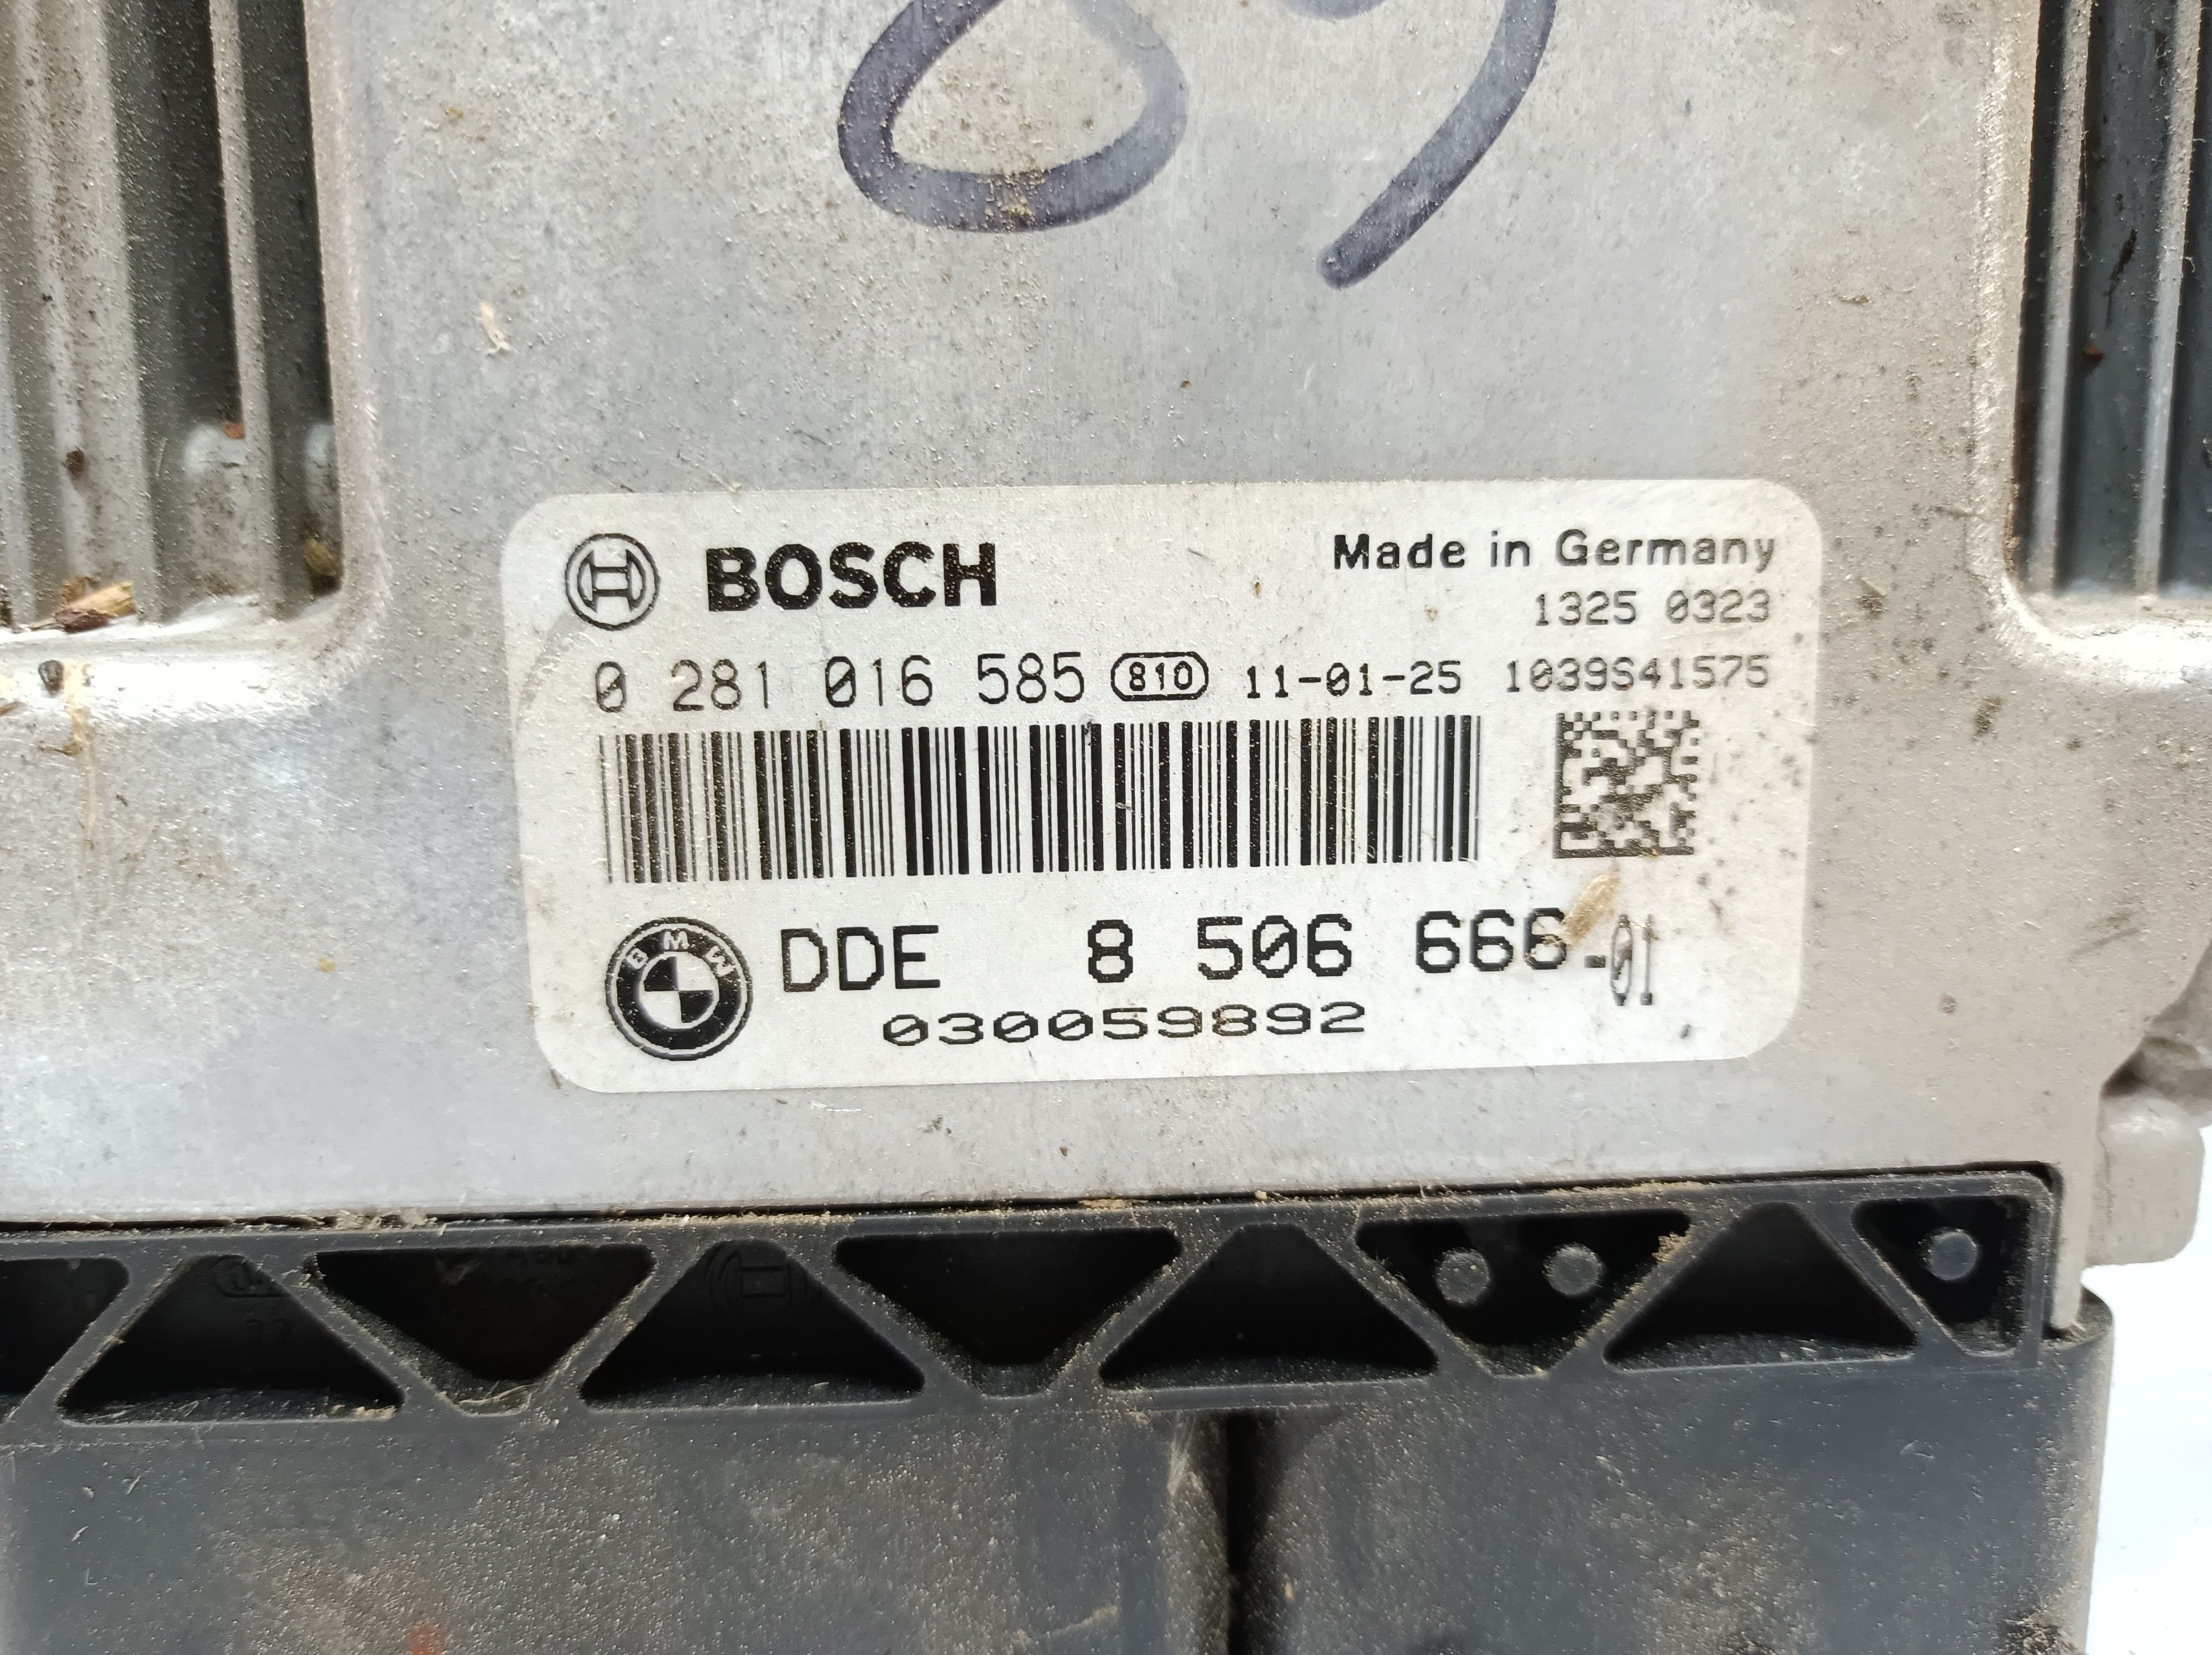 89
BOSCH
Made in Germany
1325 0323
0 281 016 585 810 11-01-25 1039S41575
BMW
DDE 8 506 666-01
030059892